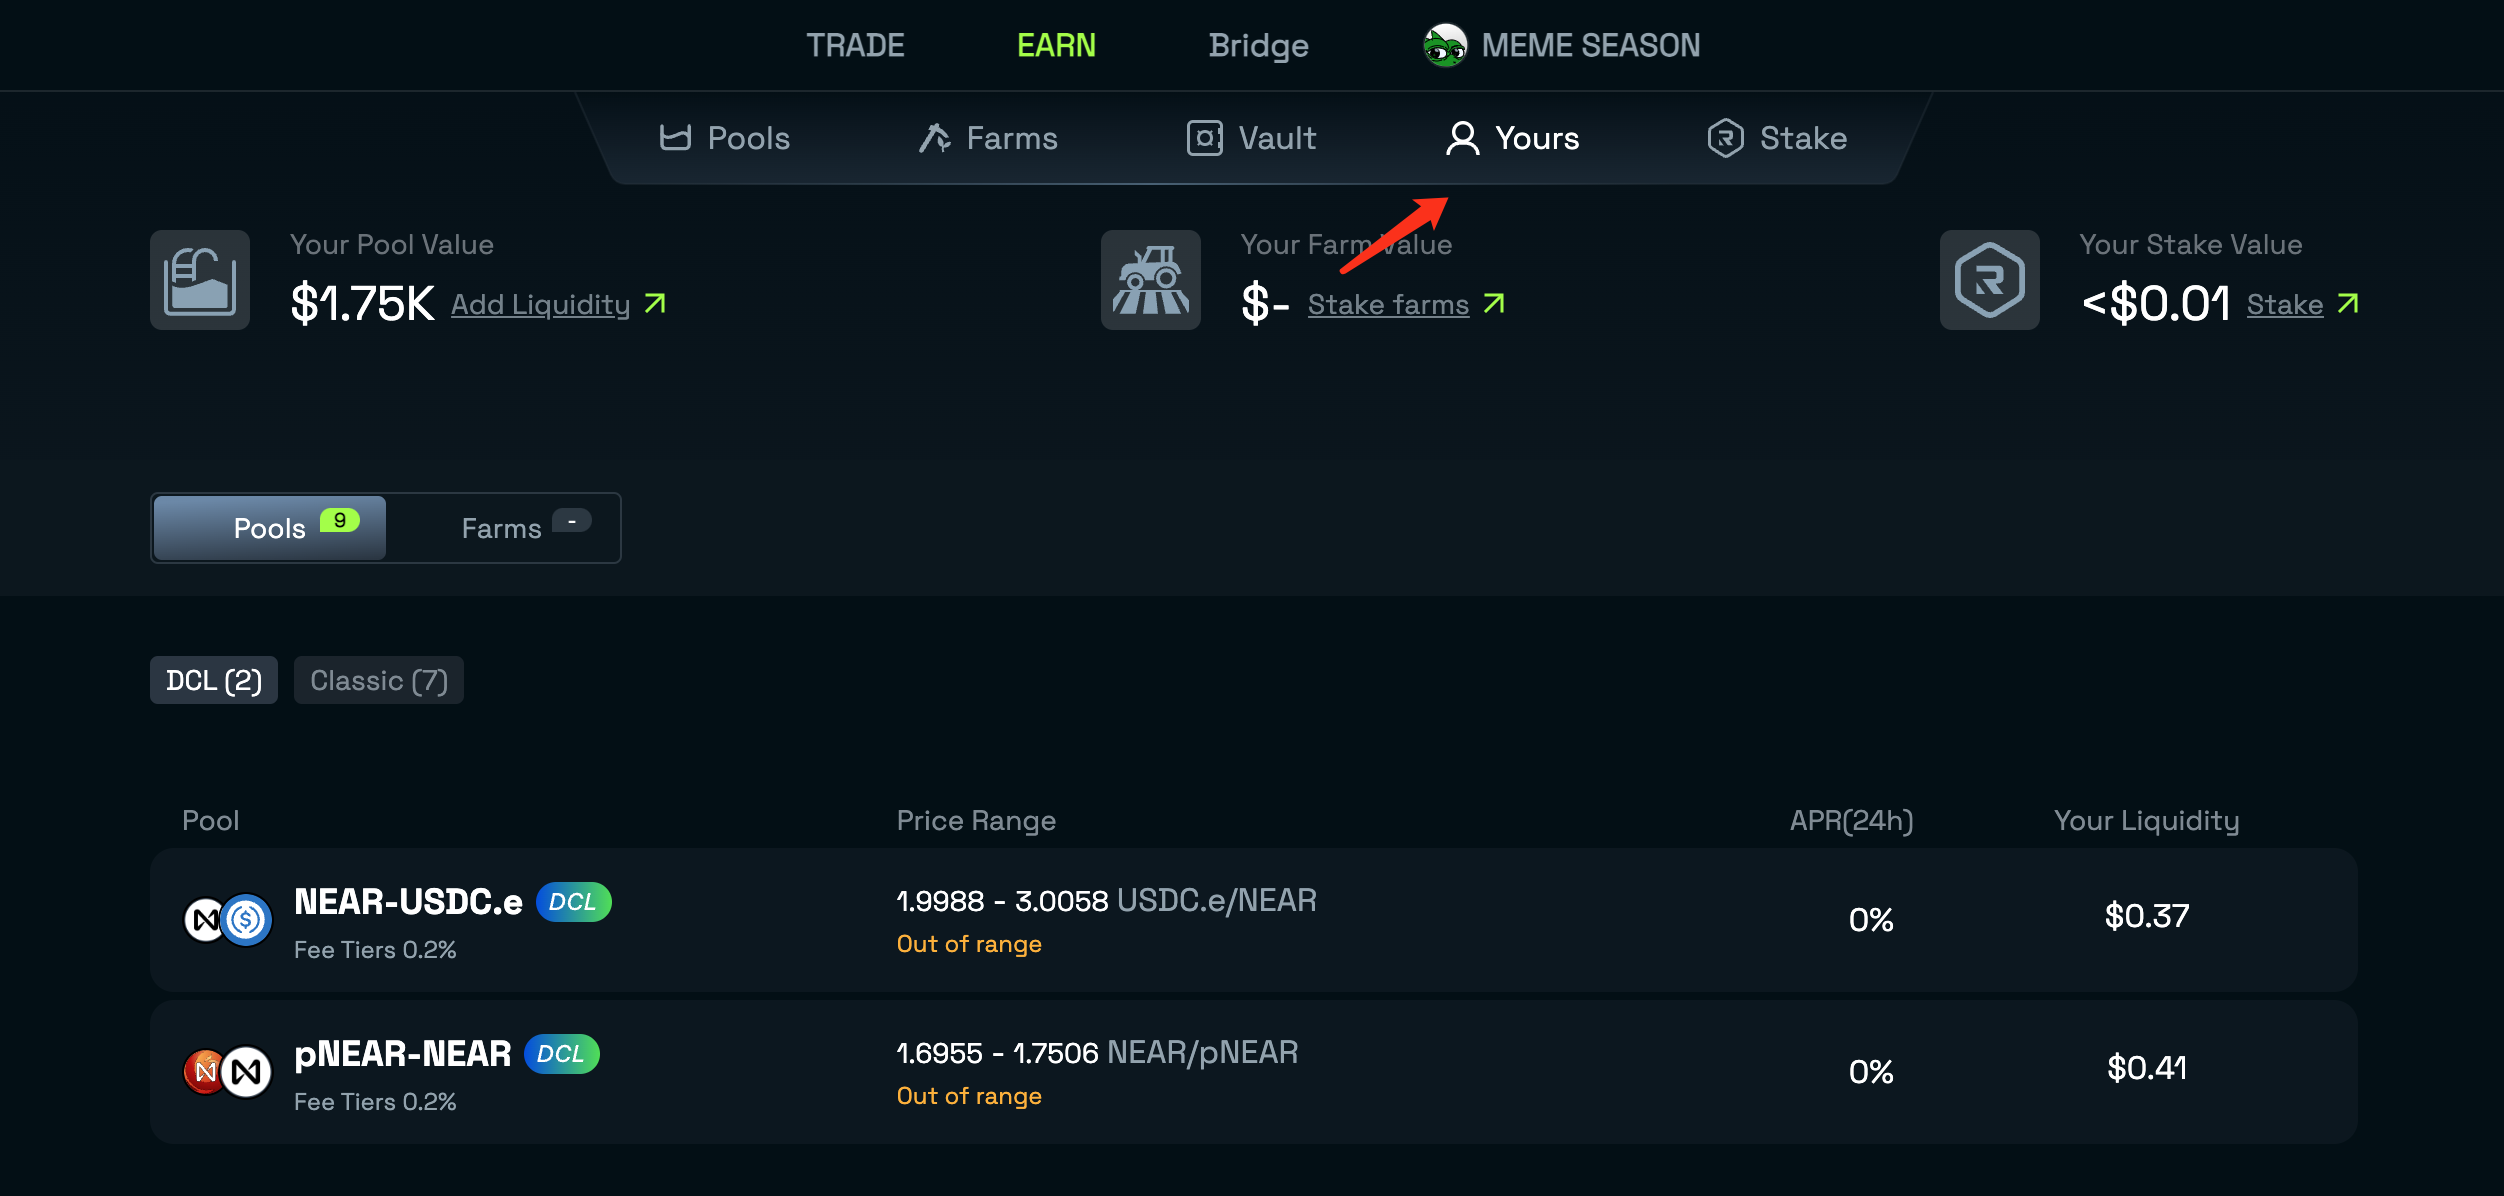 TRADE EARN Bridge MEME SEASON
Pools Farms Vault Yours Stake
Your Pool Value
$1.75K Add Liquidity
Your Farm Value
$- Stake farms
Your Stake Value
<$0.01 Stake
Pools 9 Farms -
DCL (2) Classic (7)
Pool Price Range APR(24h) Your Liquidity
NEAR-USDC.e DCL
Fee Tiers 0.2%
1.9988 - 3.0058 USDC.e/NEAR
Out of range
0%
$0.37
pNEAR-NEAR DCL
Fee Tiers 0.2%
1.6955 - 1.7506 NEAR/pNEAR
Out of range
0%
$0.41